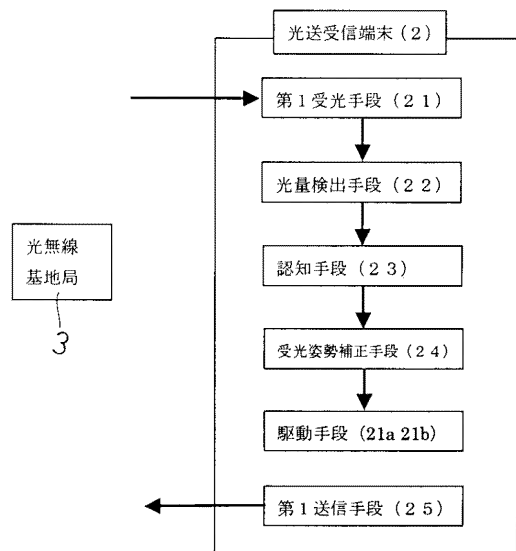 光送受信端末(2)
第1受光手段(21)
光量検出手段(22)
認知手段(23)
受光姿勢補正手段(24)
駆動手段(21a 21b)
第1送信手段(25)
光無線
基地局
3